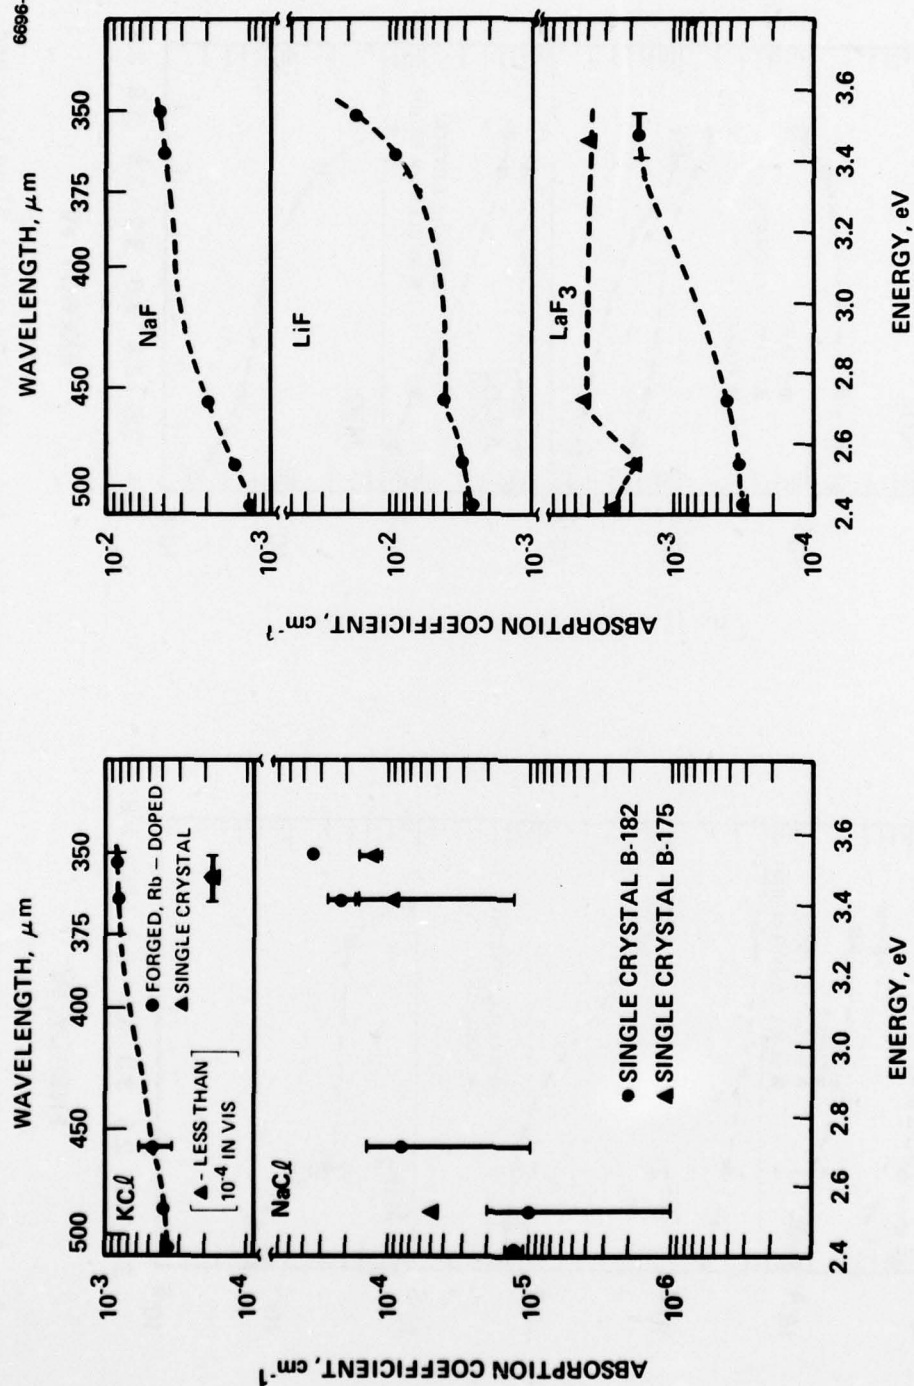 6696-
WAVELENGTH, μm
500 450 400 375 350
KCℓ
● FORGED, Rb – DOPED
▲ SINGLE CRYSTAL
[▲ - LESS THAN
10⁻⁴ IN VIS]
10⁻³
10⁻⁴
NaCℓ
● SINGLE CRYSTAL B-182
▲ SINGLE CRYSTAL B-175
10⁻⁴
10⁻⁵
10⁻⁶
ABSORPTION COEFFICIENT, cm⁻¹
2.4 2.6 2.8 3.0 3.2 3.4 3.6
ENERGY, eV
WAVELENGTH, μm
500 450 400 375 350
NaF
10⁻²
10⁻³
LiF
10⁻²
10⁻³
LaF₃
10⁻³
10⁻⁴
ABSORPTION COEFFICIENT, cm⁻¹
2.4 2.6 2.8 3.0 3.2 3.4 3.6
ENERGY, eV